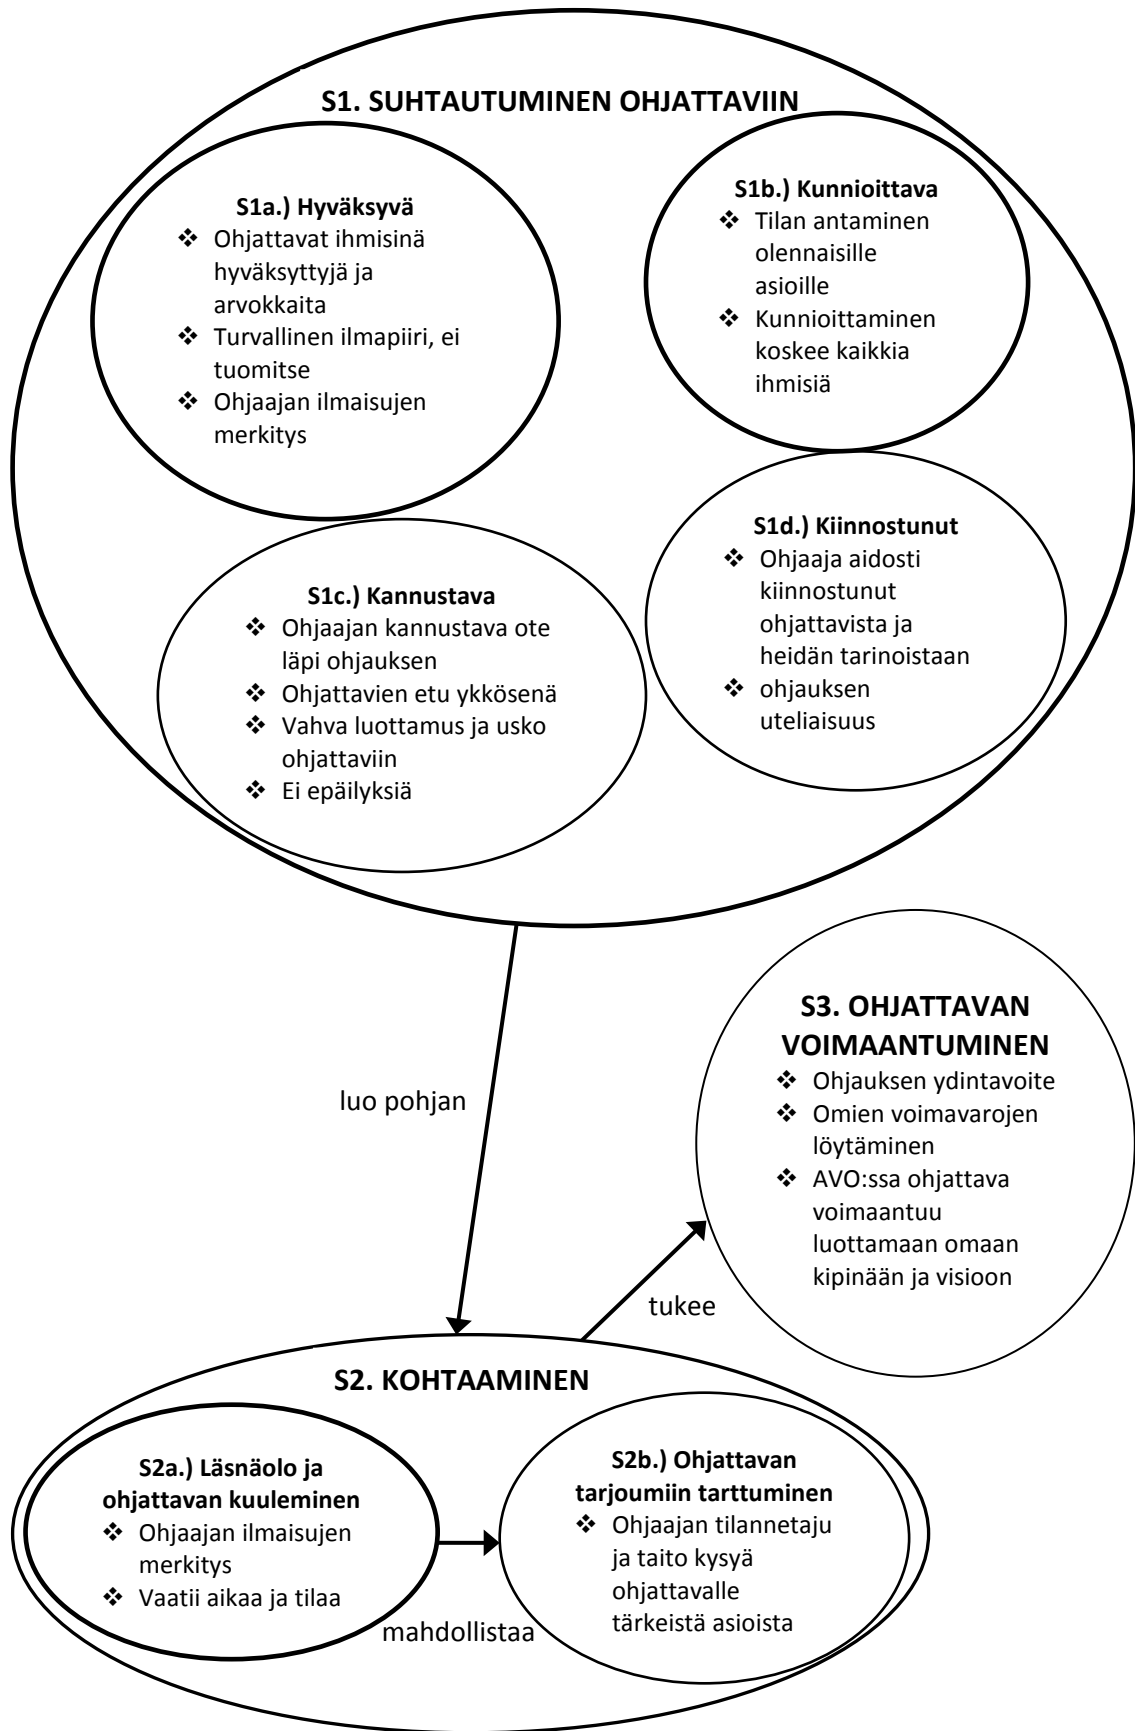 S1. SUHTAUTUMINEN OHJATTAVIIN
S1a.) Hyväksyvä
❖ Ohjattavat ihmisinä
hyväksyttyjä ja
arvokkaita
❖ Turvallinen ilmapiiri, ei
tuomitse
❖ Ohjaajan ilmaisujen
merkitys
S1b.) Kunnioittava
❖ Tilan antaminen
olennaisille
asioille
❖ Kunnioittaminen
koskee kaikkia
ihmisiä
S1c.) Kannustava
❖ Ohjaajan kannustava ote
läpi ohjauksen
❖ Ohjattavien etu ykkösenä
❖ Vahva luottamus ja usko
ohjattaviin
❖ Ei epäilyksiä
S1d.) Kiinnostunut
❖ Ohjaaja aidosti
kiinnostunut
ohjattavista ja
heidän tarinoistaan
❖ ohjauksen
uteliaisuus
luo pohjan
S3. OHJATTAVAN
VOIMAANTUMINEN
❖ Ohjauksen ydintavoite
❖ Omien voimavarojen
löytäminen
❖ AVO:ssa ohjattava
voimaantuu
luottamaan omaan
kipinään ja visioon
tukee
S2. KOHTAAMINEN
S2a.) Läsnäolo ja
ohjattavan kuuleminen
❖ Ohjaajan ilmaisujen
merkitys
❖ Vaatii aikaa ja tilaa
mahdollistaa
S2b.) Ohjattavan
tarjoumiin tarttuminen
❖ Ohjaajan tilannetaju
ja taito kysyä
ohjattavalle
tärkeistä asioista